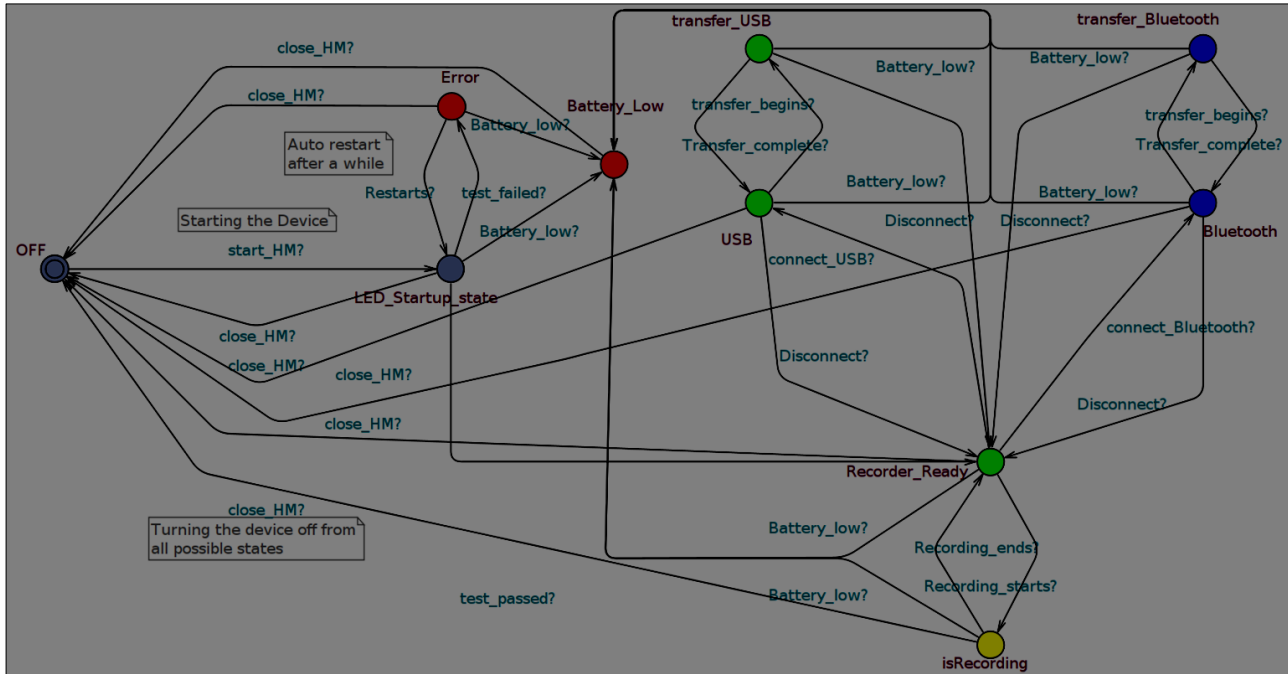 transfer_USB
transfer_Bluetooth
close_HM?
Battery_low?
Battery_low?
Error
close_HM?
Battery_Low
transfer_begins?
transfer_begins?
Battery_low?
Auto restart
after a while
Transfer_complete?
Transfer_complete?
Restarts?
test_failed?
Battery_low?
Battery_low?
Starting the Device
Disconnect?
Disconnect?
Battery_low?
USB
Bluetooth
OFF
start_HM?
connect_USB?
LED_Startup_state
close_HM?
connect_Bluetooth?
close_HM?
close_HM?
Disconnect?
Disconnect?
close_HM?
Recorder_Ready
close_HM?
Turning the device off from
all possible states
Battery_low?
Recording_ends?
Recording_starts?
test_passed?
Battery_low?
isRecording